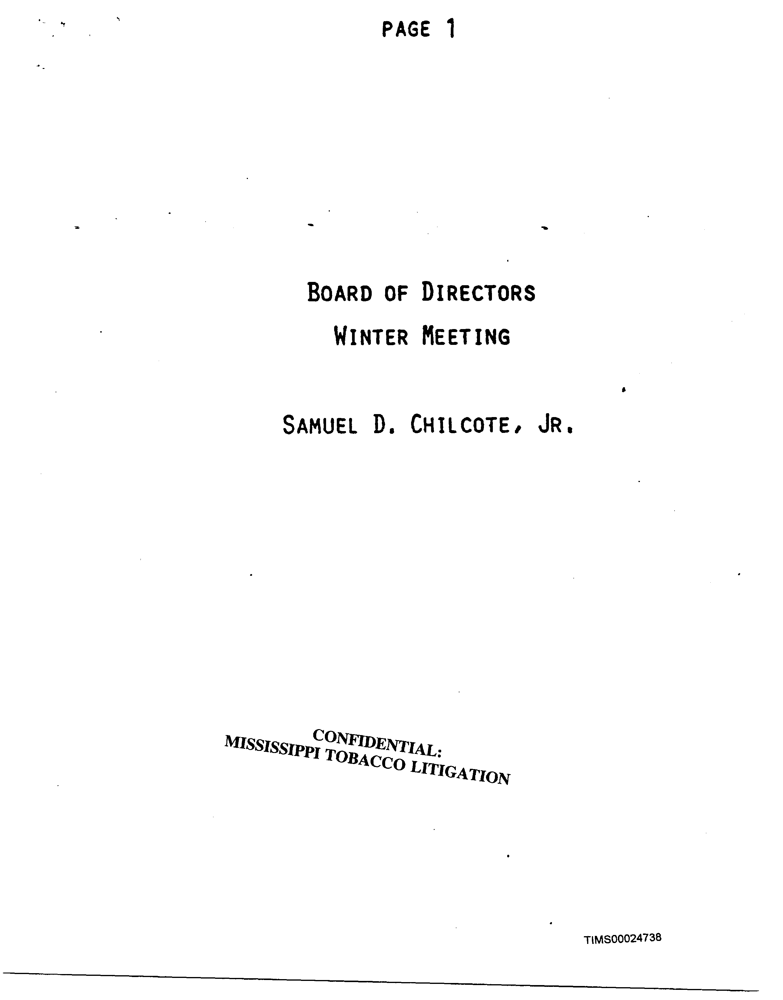 PAGE 1
BOARD OF DIRECTORS
WINTER MEETING
SAMUEL D. CHILCOTE, JR.
CONFIDENTIAL:
MISSISSIPPI TOBACCO LITIGATION
TIMS00024738